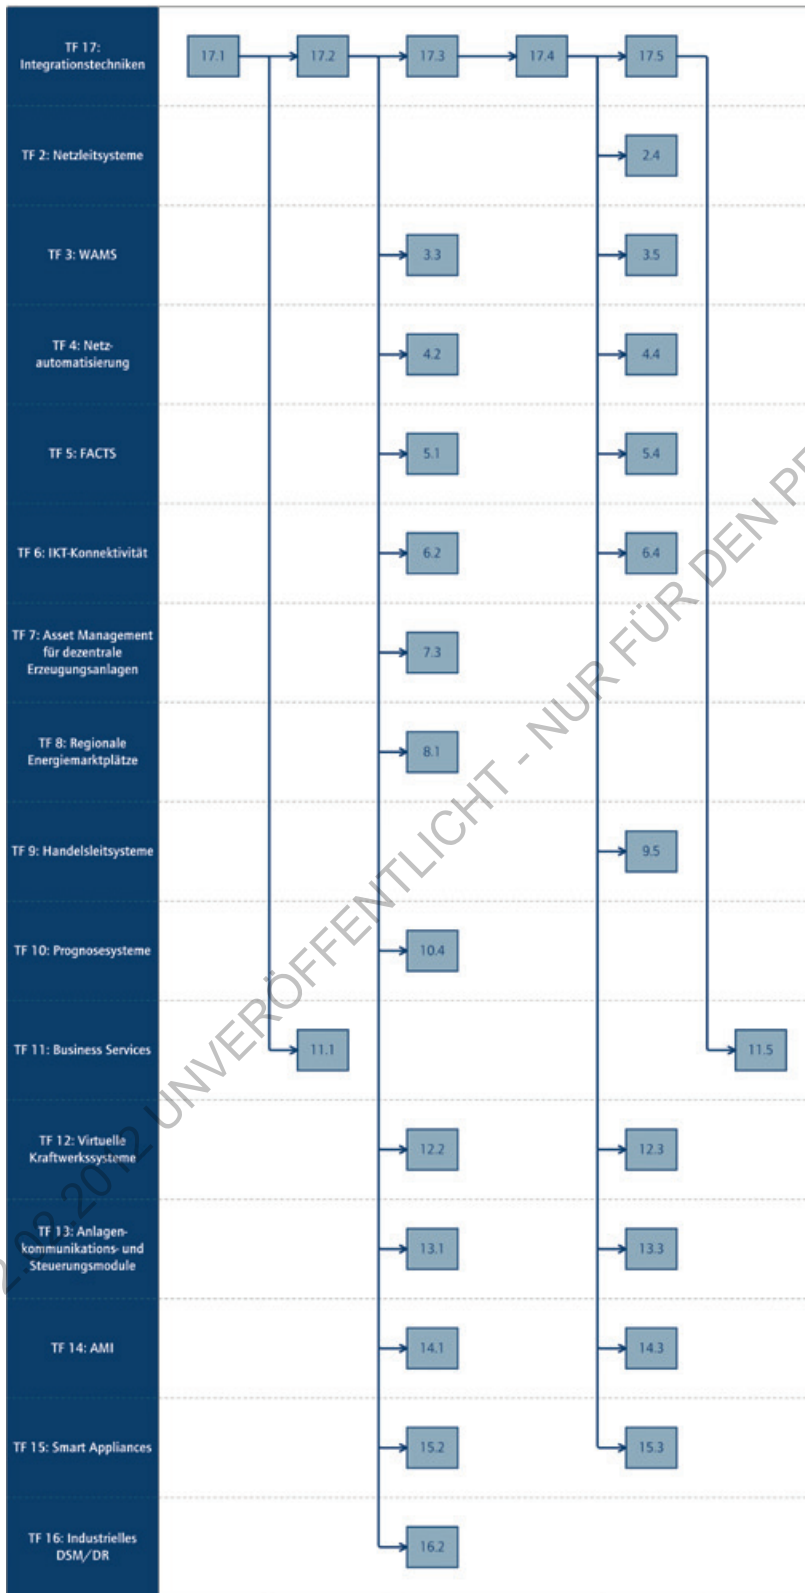 TF 17:
Integrationstechniken
17.1
17.2
17.3
17.4
17.5
TF 2: Netzleitsysteme
2.4
TF 3: WAMS
3.3
3.5
TF 4: Netz-
automatisierung
4.2
4.4
TF 5: FACTS
5.1
5.4
TF 6: IKT-Konnektivität
6.2
6.4
TF 7: Asset Management
für dezentrale
Erzeugungsanlagen
7.3
TF 8: Regionale
Energiemarktplätze
8.1
TF 9: Handelsleitsysteme
9.5
TF 10: Prognosesysteme
10.4
TF 11: Business Services
11.1
11.5
TF 12: Virtuelle
Kraftwerkssysteme
12.2
12.3
TF 13: Anlagen-
kommunikations- und
Steuerungsmodule
13.1
13.3
TF 14: AMI
14.1
14.3
TF 15: Smart Appliances
15.2
15.3
TF 16: Industrielles
DSM/DR
16.2
2.02.2012 UNVERÖFFENTLICHT - NUR FÜR DEN